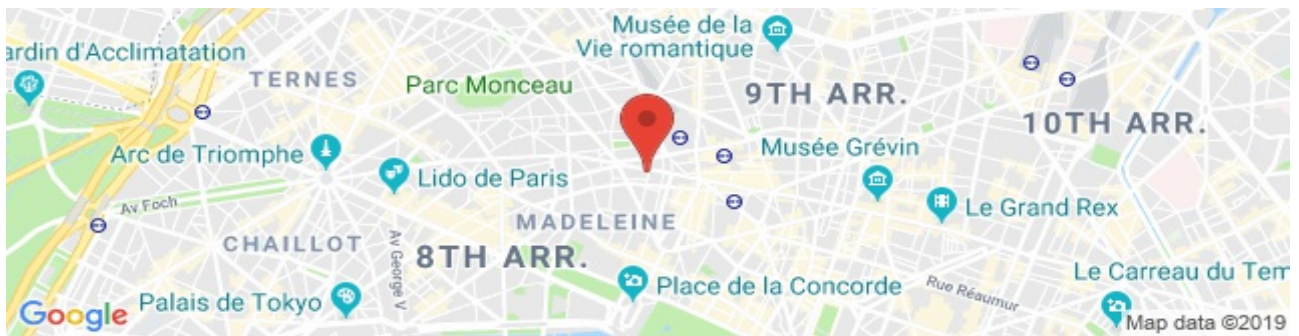 Musée de la
Vie romantique
ardin d'Acclimatation
TERNES
Parc Monceau
9TH ARR.
10TH ARR.
Arc de Triomphe
Musée Grévin
Lido de Paris
Av Foch
Le Grand Rex
MADELEINE
CHAILLOT
Av George V
8TH ARR.
Place de la Concorde
Le Carreau du Tem
Rue Réaumur
Palais de Tokyo
Google
Map data ©2019